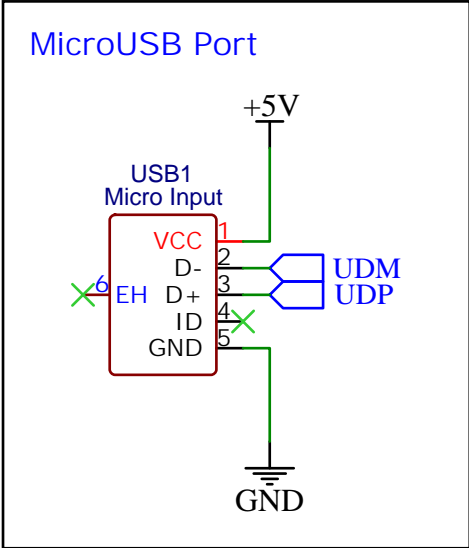 MicroUSB Port
+5V
USB1
Micro Input
VCC 1
D- 2 UDM
6 EH D+ 3 UDP
ID 4
GND 5
GND